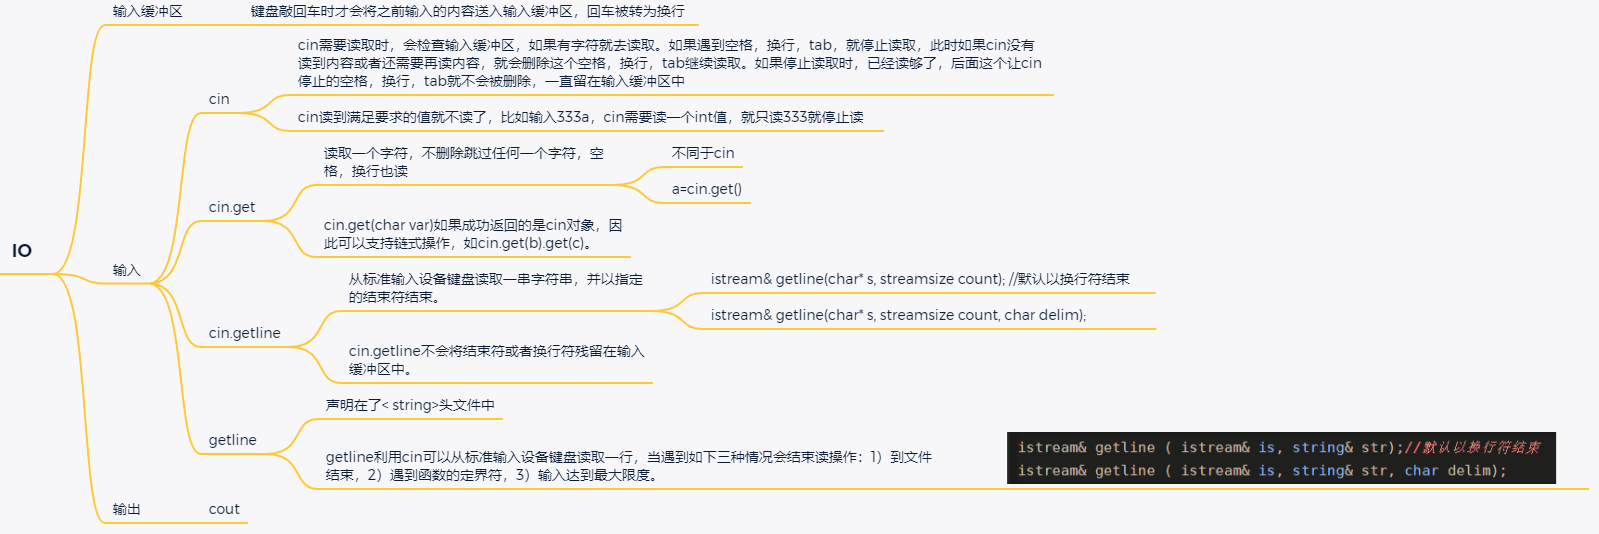 IO
输入缓冲区
键盘敲回车时才会将之前输入的内容送入输入缓冲区，回车被转为换行
输入
cin
cin需要读取时，会检查输入缓冲区，如果有字符就去读取。如果遇到空格，换行，tab，就停止读取，此时如果cin没有
读到内容或者还需要再读内容，就会删除这个空格，换行，tab继续读取。如果停止读取时，已经读够了，后面这个让cin
停止的空格，换行，tab就不会被删除，一直留在输入缓冲区中
cin读到满足要求的值就不读了，比如输入333a，cin需要读一个int值，就只读333就停止读
cin.get
读取一个字符，不删除跳过任何一个字符，空
格，换行也读
不同于cin
a=cin.get()
cin.get(char var)如果成功返回的是cin对象，因
此可以支持链式操作，如cin.get(b).get(c)。
cin.getline
从标准输入设备键盘读取一串字符串，并以指定
的结束符结束。
istream& getline(char* s, streamsize count); //默认以换行符结束
istream& getline(char* s, streamsize count, char delim);
cin.getline不会将结束符或者换行符残留在输入
缓冲区中。
getline
声明在了< string>头文件中
getline利用cin可以从标准输入设备键盘读取一行，当遇到如下三种情况会结束读操作：1）到文件
结束，2）遇到函数的定界符，3）输入达到最大限度。
istream& getline ( istream& is, string& str);//默认以换行符结束
istream& getline ( istream& is, string& str, char delim);
输出
cout